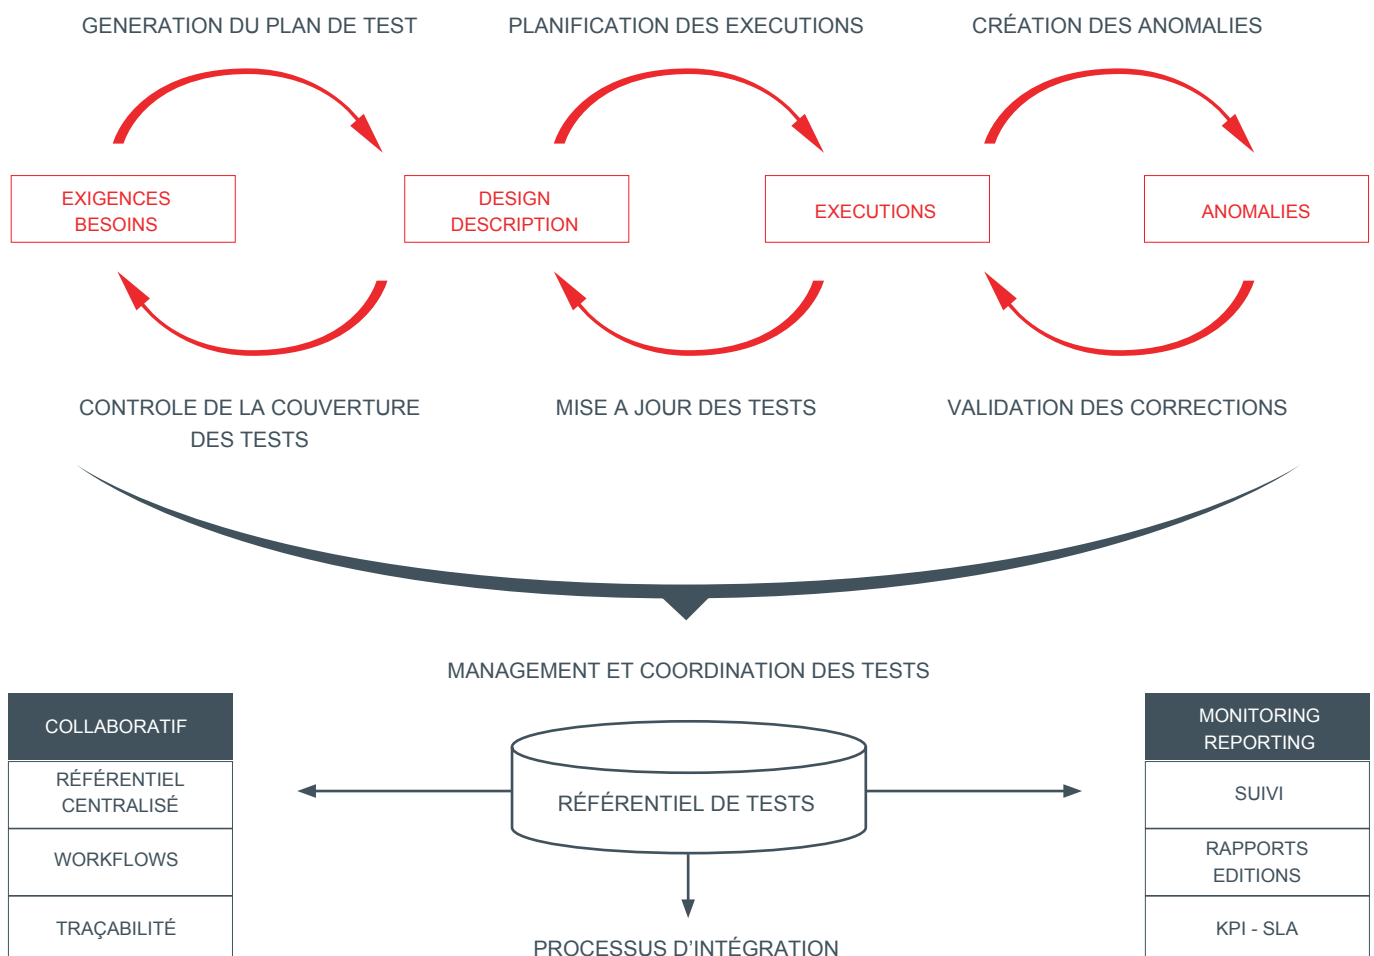 GENERATION DU PLAN DE TEST
PLANIFICATION DES EXECUTIONS
CRÉATION DES ANOMALIES
EXIGENCES
BESOINS
DESIGN
DESCRIPTION
EXECUTIONS
ANOMALIES
CONTROLE DE LA COUVERTURE
DES TESTS
MISE A JOUR DES TESTS
VALIDATION DES CORRECTIONS
MANAGEMENT ET COORDINATION DES TESTS
COLLABORATIF
RÉFÉRENTIEL
CENTRALISÉ
WORKFLOWS
TRAÇABILITÉ
RÉFÉRENTIEL DE TESTS
PROCESSUS D'INTÉGRATION
MONITORING
REPORTING
SUIVI
RAPPORTS
EDITIONS
KPI - SLA